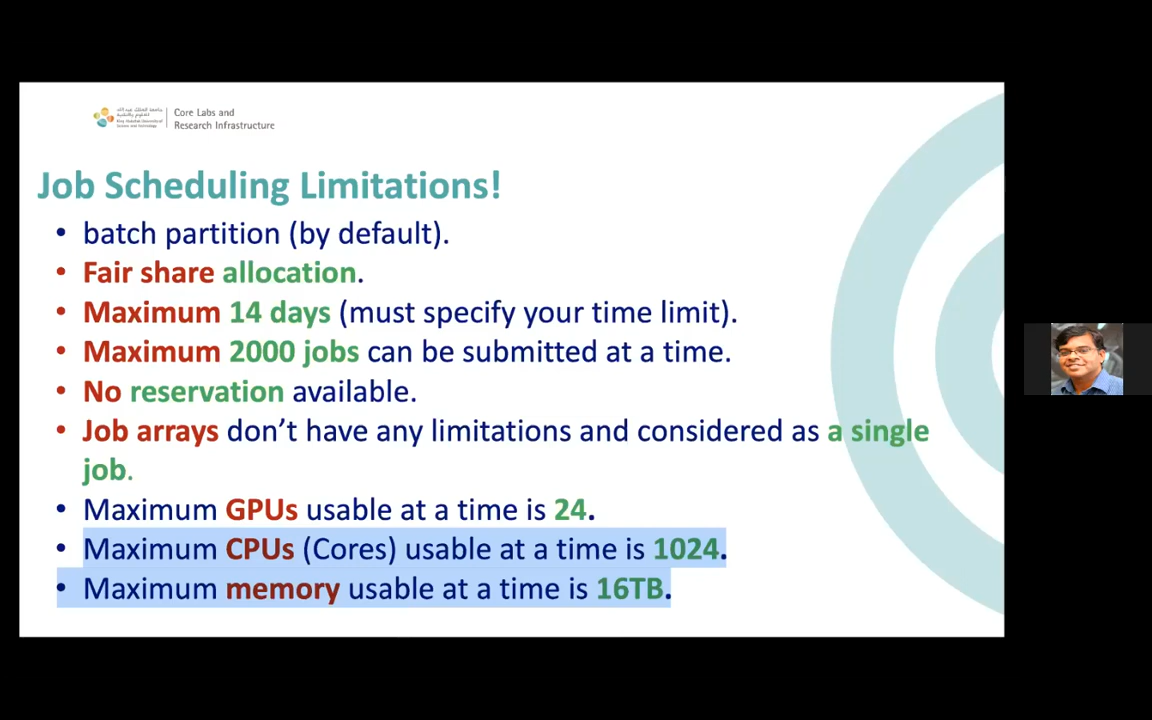 Core Labs and
Research Infrastructure
Job Scheduling Limitations!
• batch partition (by default).
• Fair share allocation.
• Maximum 14 days (must specify your time limit).
• Maximum 2000 jobs can be submitted at a time.
• No reservation available.
• Job arrays don’t have any limitations and considered as a single
job.
• Maximum GPUs usable at a time is 24.
• Maximum CPUs (Cores) usable at a time is 1024.
• Maximum memory usable at a time is 16TB.